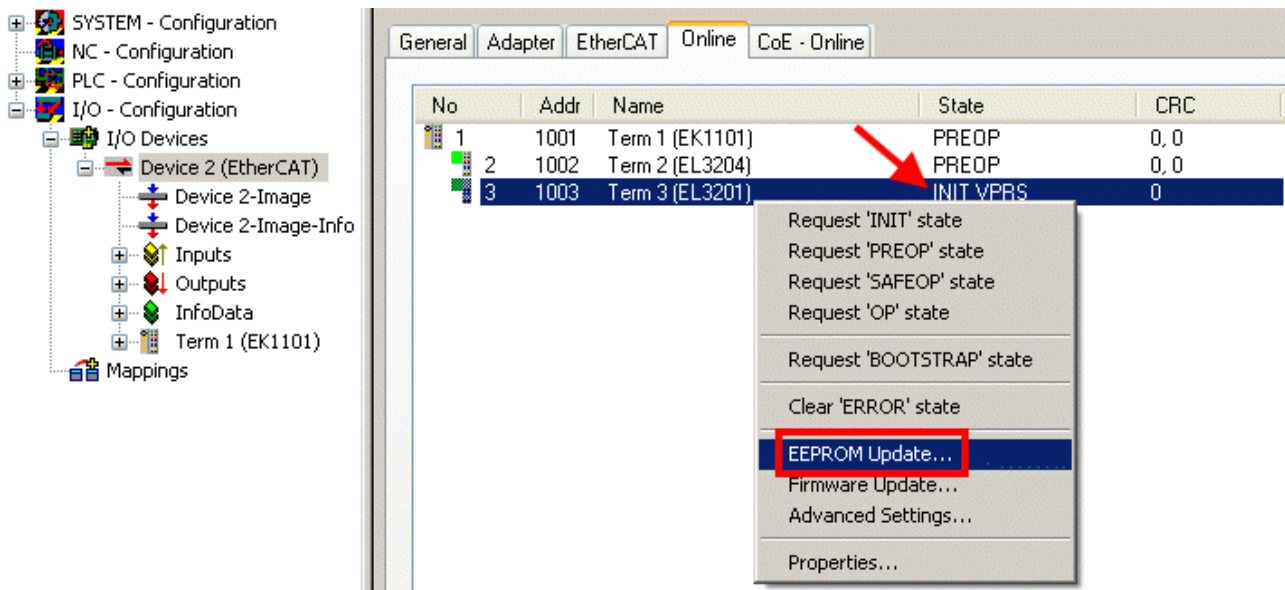 SYSTEM - Configuration
NC - Configuration
PLC - Configuration
I/O - Configuration
I/O Devices
Device 2 (EtherCAT)
Device 2-Image
Device 2-Image-Info
Inputs
Outputs
InfoData
Term 1 (EK1101)
Mappings
General Adapter EtherCAT Online CoE - Online
No Addr Name State CRC
1 1001 Term 1 (EK1101) PREOP 0, 0
2 1002 Term 2 (EL3204) PREOP 0, 0
3 1003 Term 3 (EL3201) INIT VPRS 0
Request 'INIT' state
Request 'PREOP' state
Request 'SAFEOP' state
Request 'OP' state
Request 'BOOTSTRAP' state
Clear 'ERROR' state
EEPROM Update...
Firmware Update...
Advanced Settings...
Properties...